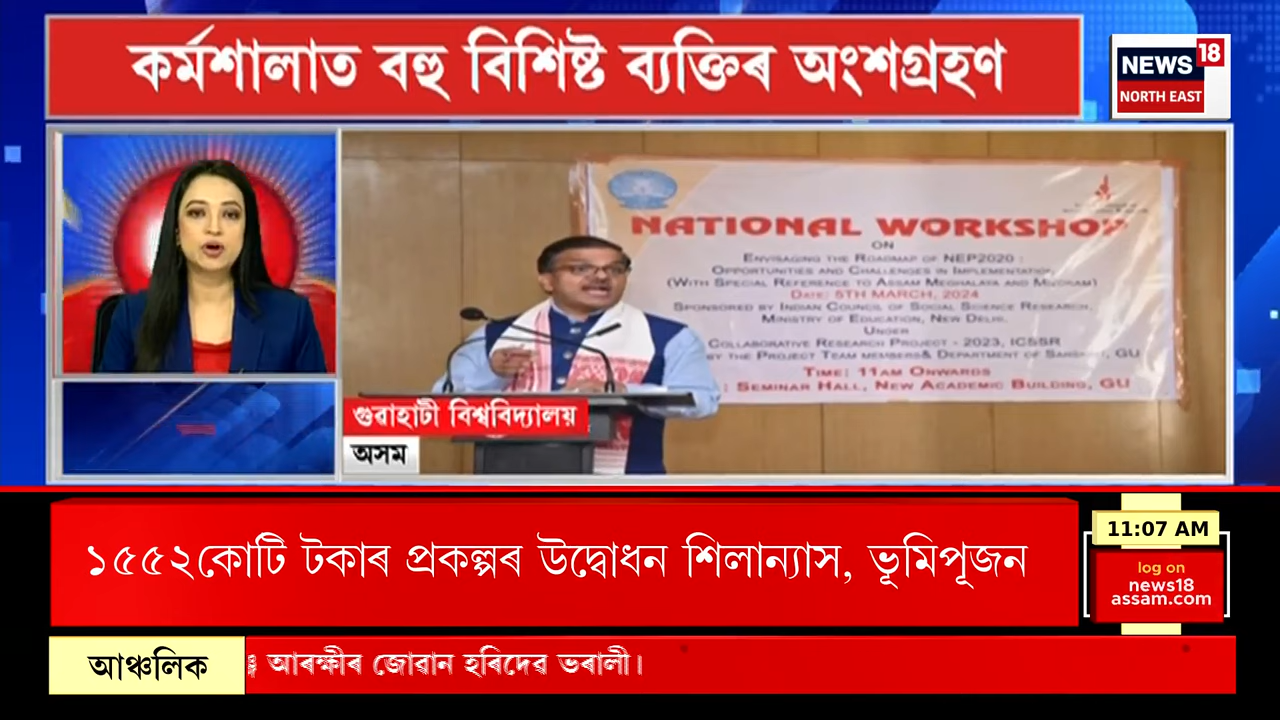 কৰ্মশালাত বহু বিশিষ্ট ব্যক্তিৰ অংশগ্ৰহণ
NEWS 18
NORTH EAST
NATIONAL WORKSHOP
ON
ENVISAGING THE ROADMAP OF NEP2020 :
OPPORTUNITIES AND CHALLENGES IN IMPLEMENTATION
(WITH SPECIAL REFERENCE TO ASSAM MEGHALAYA AND MIZORAM)
DATE: 5TH MARCH, 2024
SPONSORED BY INDIAN COUNCIL OF SOCIAL SCIENCE RESEARCH,
MINISTRY OF EDUCATION, NEW DELHI.
UNDER
COLLABORATIVE RESEARCH PROJECT - 2023, ICSSR
BY THE PROJECT TEAM MEMBERS& DEPARTMENT OF SANSKRIT, GU
TIME: 11AM ONWARDS
: SEMINAR HALL, NEW ACADEMIC BUILDING, GU
গুৱাহাটী বিশ্ববিদ্যালয়
অসম
১৫৫২কোটি টকাৰ প্ৰকল্পৰ উদ্বোধন শিলান্যাস, ভূমিপূজন
11:07 AM
log on
news18
assam.com
আঞ্চলিক
আৰক্ষীৰ জোৱান হৰিদেৱ ভৰালী।